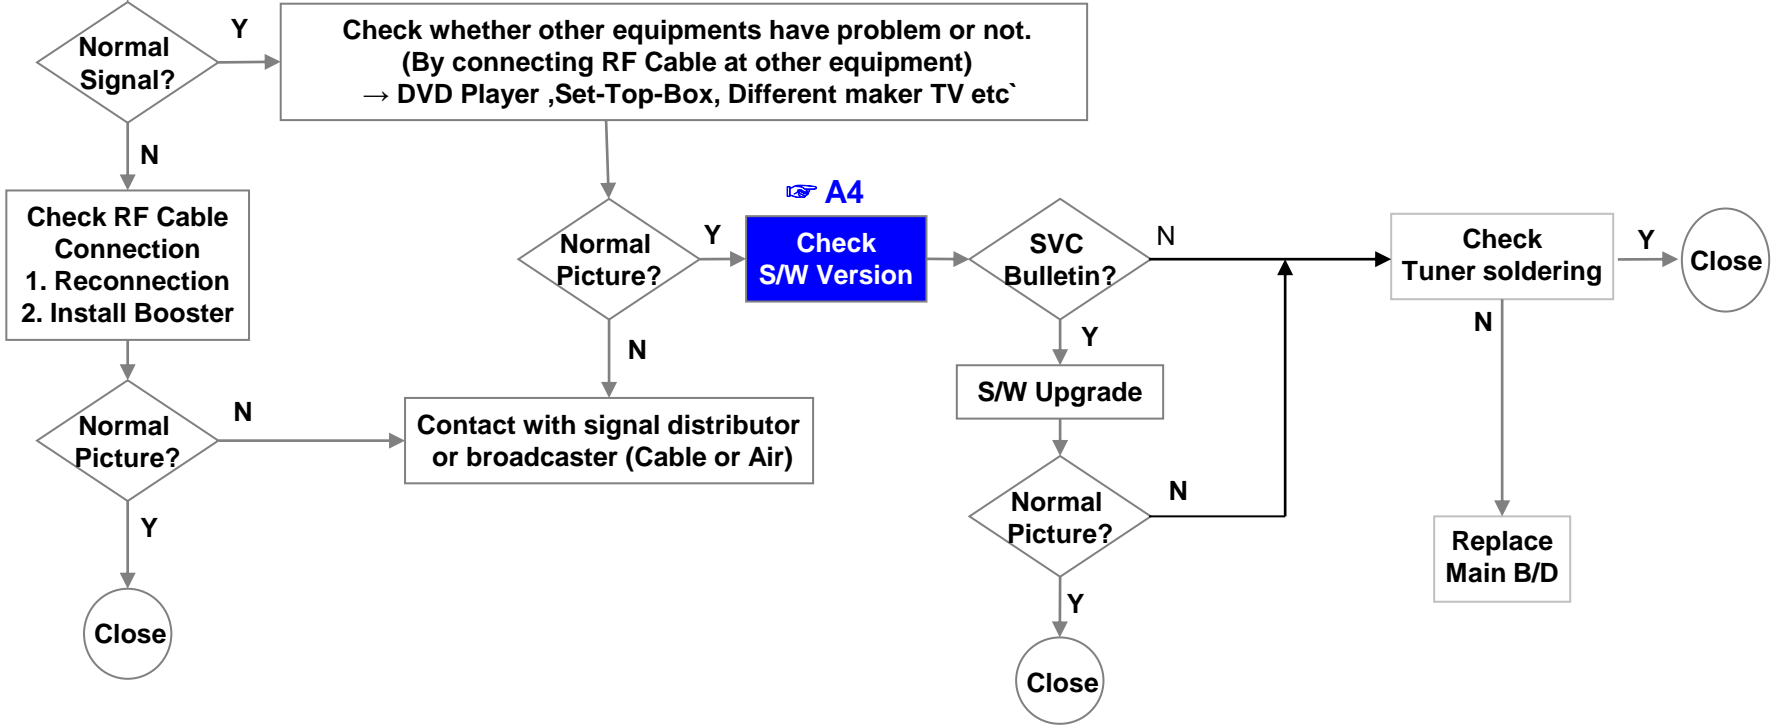 Normal
Signal?
Y
Check whether other equipments have problem or not.
(By connecting RF Cable at other equipment)
→ DVD Player ,Set-Top-Box, Different maker TV etc`
N
Check RF Cable
Connection
1. Reconnection
2. Install Booster
Normal
Picture?
Y
☞ A4
Check
S/W Version
SVC
Bulletin?
N
Check
Tuner soldering
Y
Close
N
Y
N
S/W Upgrade
Normal
Picture?
N
Contact with signal distributor
or broadcaster (Cable or Air)
Normal
Picture?
N
Replace
Main B/D
Y
Close
Y
Close